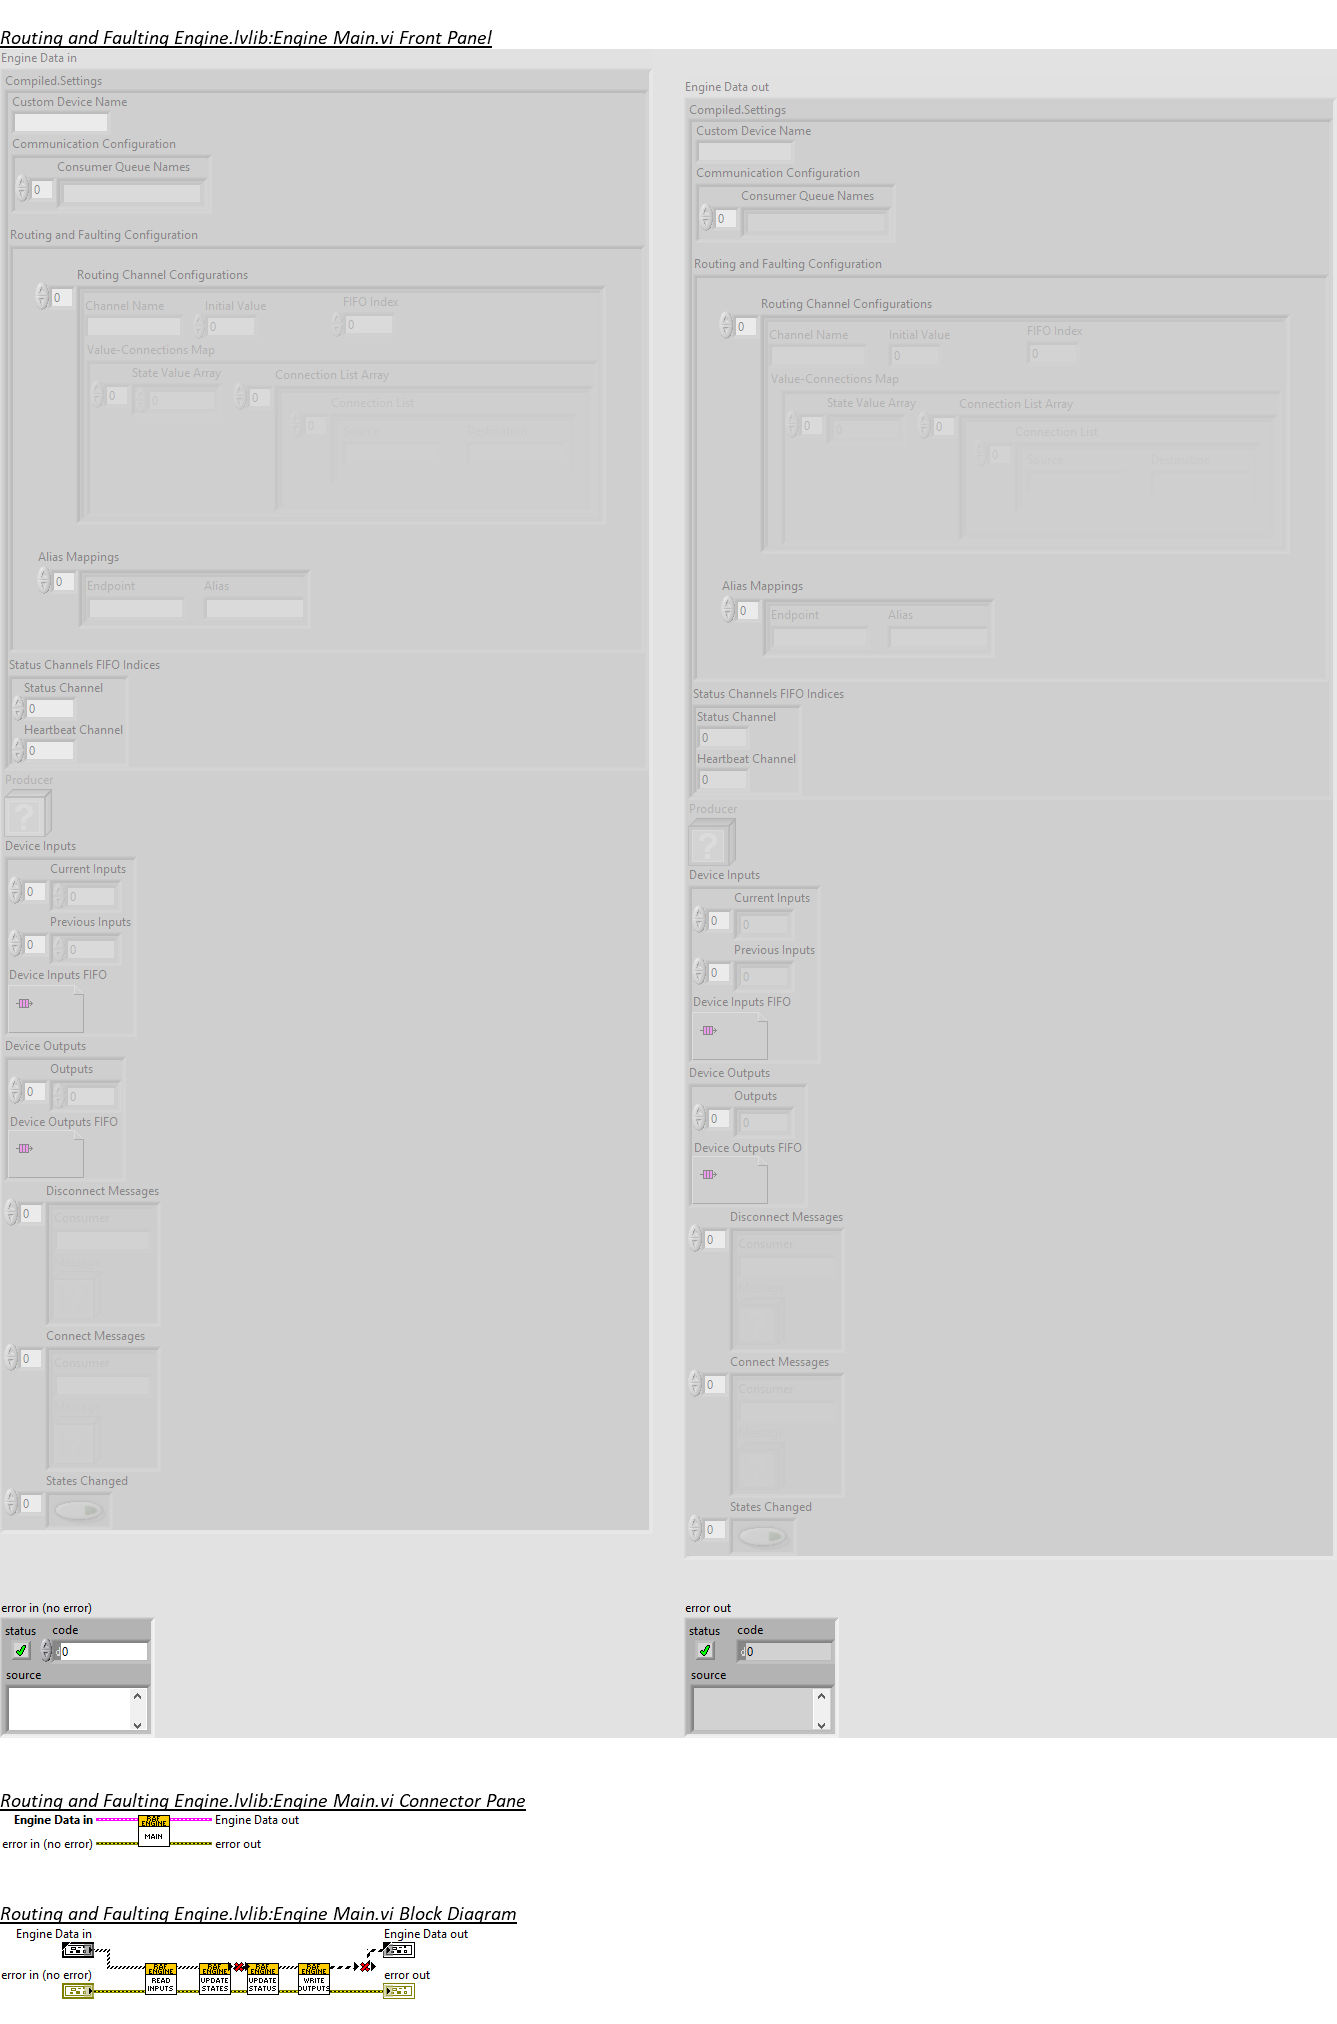 Routing and Faulting Engine.lvlib:Engine Main.vi Front Panel
Engine Data in
Compiled.Settings
Custom Device Name
Communication Configuration
Consumer Queue Names
0
Routing and Faulting Configuration
Routing Channel Configurations
0
Channel Name Initial Value FIFO Index
0 0
Value-Connections Map
State Value Array Connection List Array
0 0 0
Connection List
0
Source Destination
Alias Mappings
0
Endpoint Alias
Status Channels FIFO Indices
Status Channel
0
Heartbeat Channel
0
Producer
?
Device Inputs
Current Inputs
0 0
Previous Inputs
0 0
Device Inputs FIFO
Device Outputs
Outputs
0 0
Device Outputs FIFO
Disconnect Messages
0
Consumer
Connect Messages
0
Consumer
States Changed
0
error in (no error)
status code
0
source
Engine Data out
Compiled.Settings
Custom Device Name
Communication Configuration
Consumer Queue Names
0
Routing and Faulting Configuration
Routing Channel Configurations
0
Channel Name Initial Value FIFO Index
0 0
Value-Connections Map
State Value Array Connection List Array
0 0 0
Connection List
0
Source Destination
Alias Mappings
0
Endpoint Alias
Status Channels FIFO Indices
Status Channel
0
Heartbeat Channel
0
Producer
?
Device Inputs
Current Inputs
0 0
Previous Inputs
0 0
Device Inputs FIFO
Device Outputs
Outputs
0 0
Device Outputs FIFO
Disconnect Messages
0
Consumer
Connect Messages
0
Consumer
States Changed
0
error out
status code
d0
source
Routing and Faulting Engine.lvlib:Engine Main.vi Connector Pane
Engine Data in RAF ENGINE MAIN Engine Data out
error in (no error) error out
Routing and Faulting Engine.lvlib:Engine Main.vi Block Diagram
Engine Data in Engine Data out
error in (no error) error out
RAF ENGINE READ INPUTS
RAF ENGINE UPDATE STATES
RAF ENGINE UPDATE STATUS
RAF ENGINE WRITE OUTPUTS